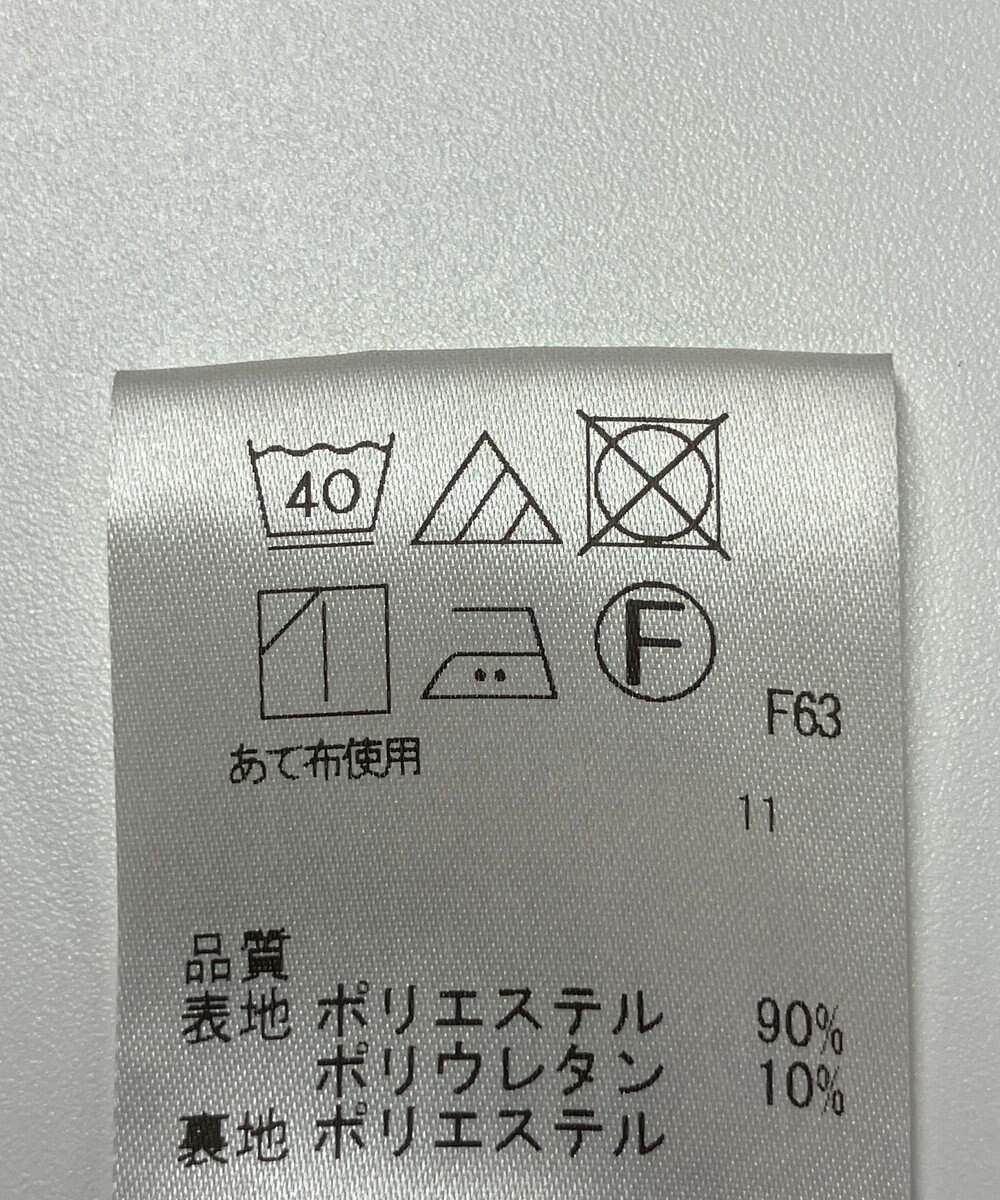 40
F
F63
あて布使用
11
品質
表地 ポリエステル 90%
ポリウレタン 10%
裏地 ポリエステル